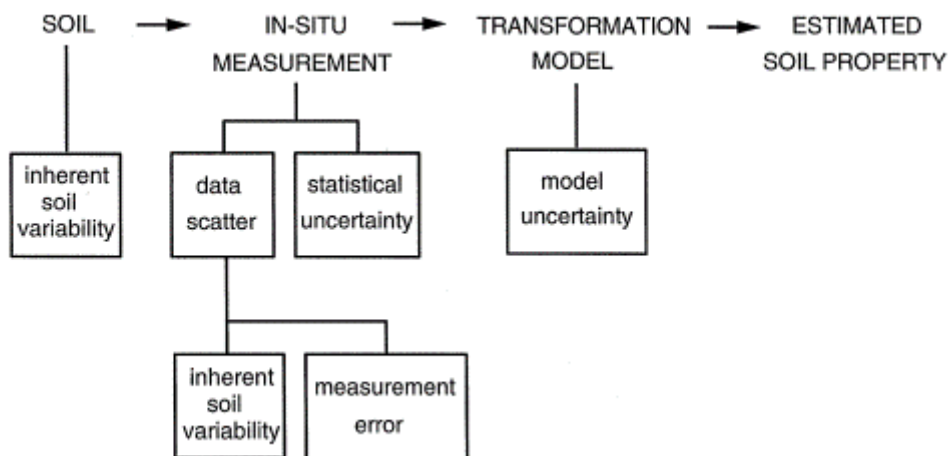 SOIL
IN-SITU
MEASUREMENT
TRANSFORMATION
MODEL
ESTIMATED
SOIL PROPERTY
inherent
soil
variability
data
scatter
statistical
uncertainty
model
uncertainty
inherent
soil
variability
measurement
error